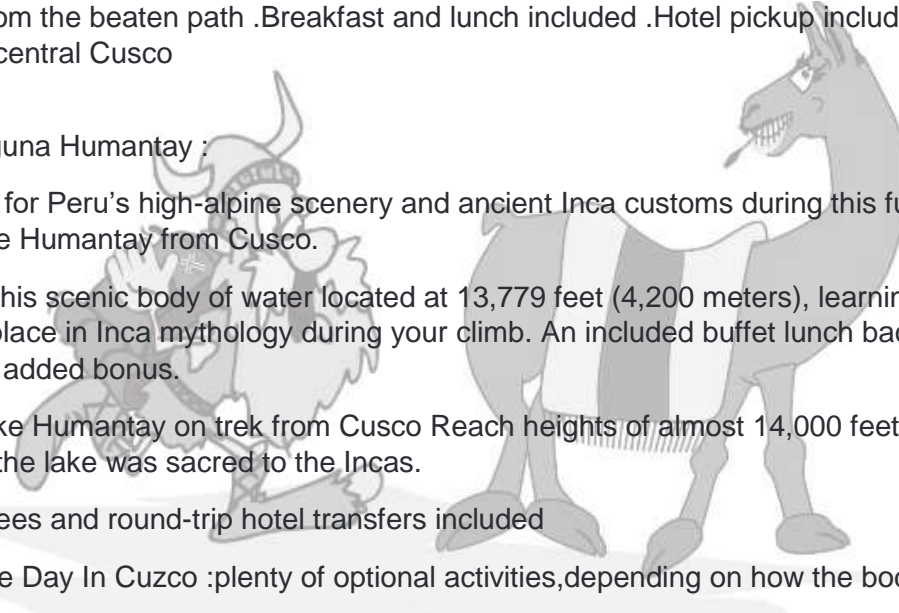 om the beaten path .Breakfast and lunch included .Hotel pickup includ
central Cusco
guna Humantay :
for Peru’s high-alpine scenery and ancient Inca customs during this fu
e Humantay from Cusco.
his scenic body of water located at 13,779 feet (4,200 meters), learnin
place in Inca mythology during your climb. An included buffet lunch bac
added bonus.
ke Humantay on trek from Cusco Reach heights of almost 14,000 feet
the lake was sacred to the Incas.
ees and round-trip hotel transfers included
e Day In Cuzco :plenty of optional activities,depending on how the boo